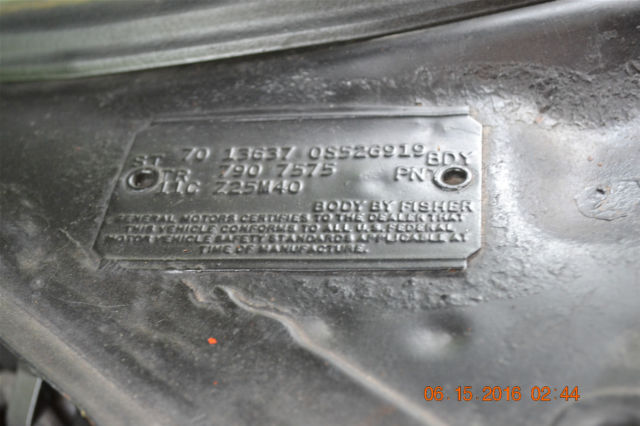 ST 70 13637 0S526919 BDY
TR. 790 7575 PNT
11C Z25M40
BODY BY FISHER
GENERAL MOTORS CERTIFIES TO THE DEALER THAT
THIS VEHICLE CONFORMS TO ALL U.S. FEDERAL
MOTOR VEHICLE SAFETY STANDARDS APPLICABLE AT
TIME OF MANUFACTURE.
06-15-2016 02:44